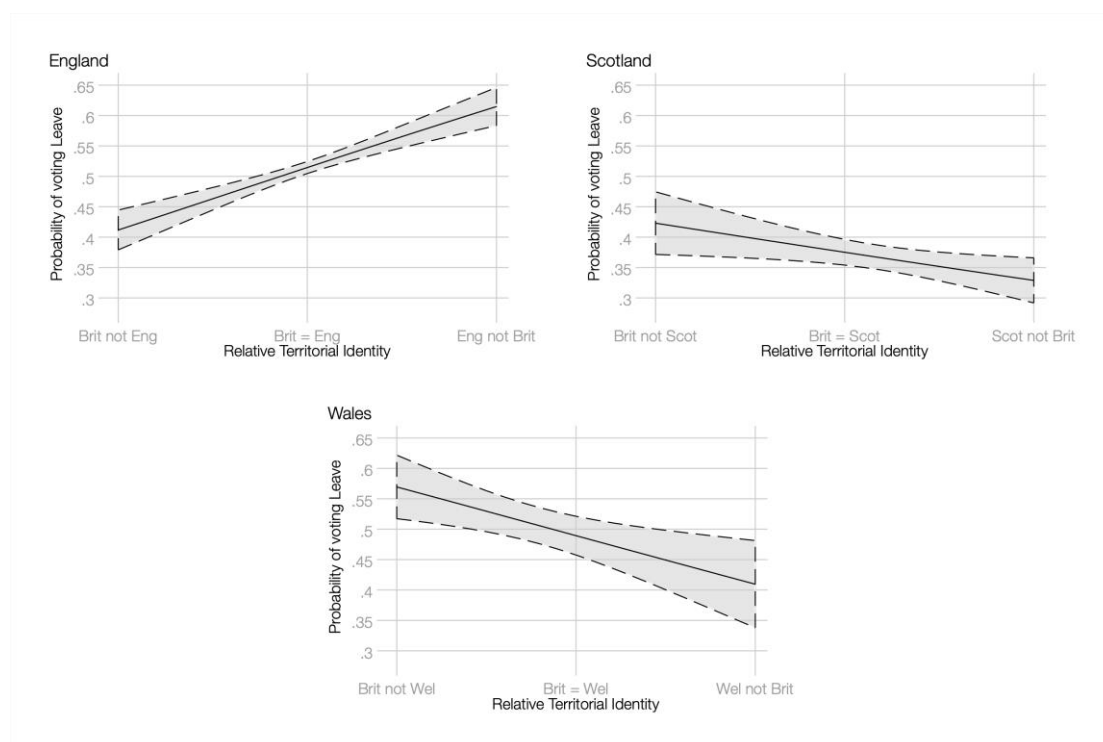 England
Probability of voting Leave
.65
.6
.55
.5
.45
.4
.35
.3
Brit not Eng
Brit = Eng
Eng not Brit
Relative Territorial Identity
Scotland
Probability of voting Leave
.65
.6
.55
.5
.45
.4
.35
.3
Brit not Scot
Brit = Scot
Scot not Brit
Relative Territorial Identity
Wales
Probability of voting Leave
.65
.6
.55
.5
.45
.4
.35
.3
Brit not Wel
Brit = Wel
Wel not Brit
Relative Territorial Identity